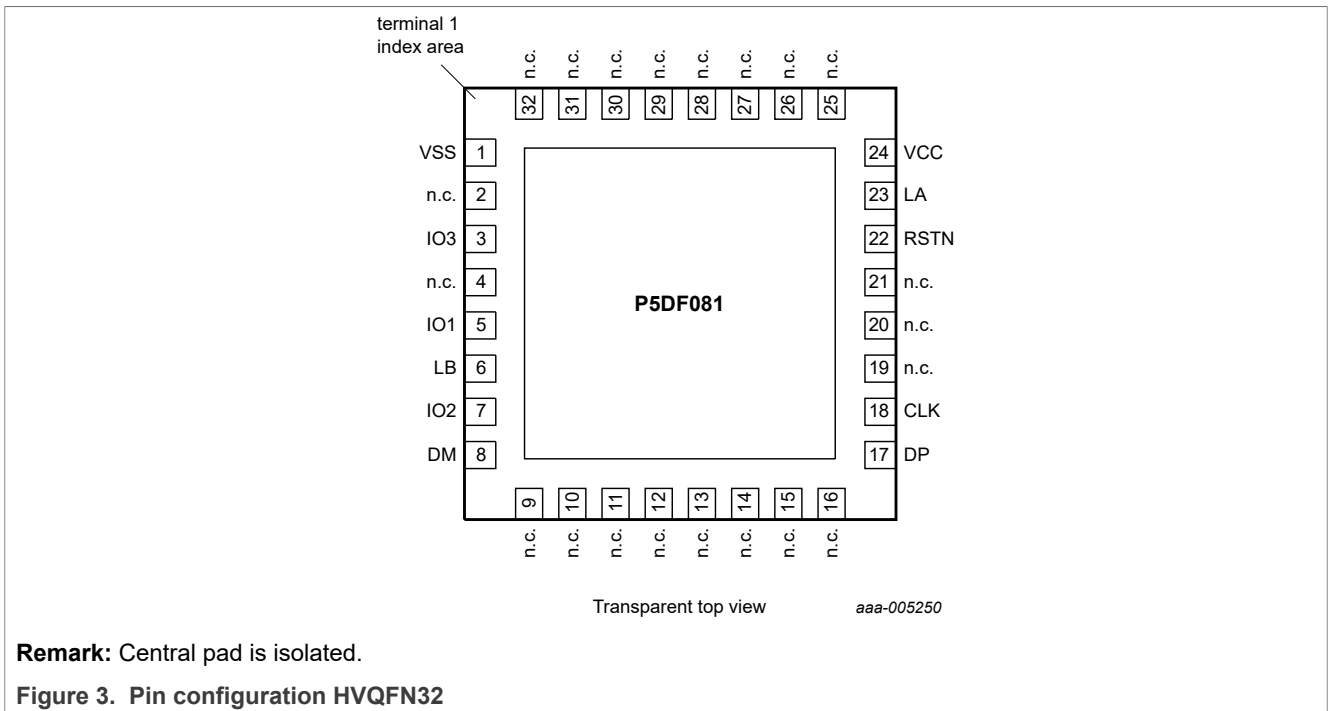 terminal 1
index area
n.c. n.c. n.c. n.c. n.c. n.c. n.c. n.c.
32 31 30 29 28 27 26 25
VSS 1 24 VCC
n.c. 2 23 LA
IO3 3 22 RSTN
n.c. 4 21 n.c.
P5DF081
IO1 5 20 n.c.
LB 6 19 n.c.
IO2 7 18 CLK
DM 8 17 DP
9 10 11 12 13 14 15 16
n.c. n.c. n.c. n.c. n.c. n.c. n.c. n.c.
Transparent top view aaa-005250
Remark: Central pad is isolated.
Figure 3. Pin configuration HVQFN32